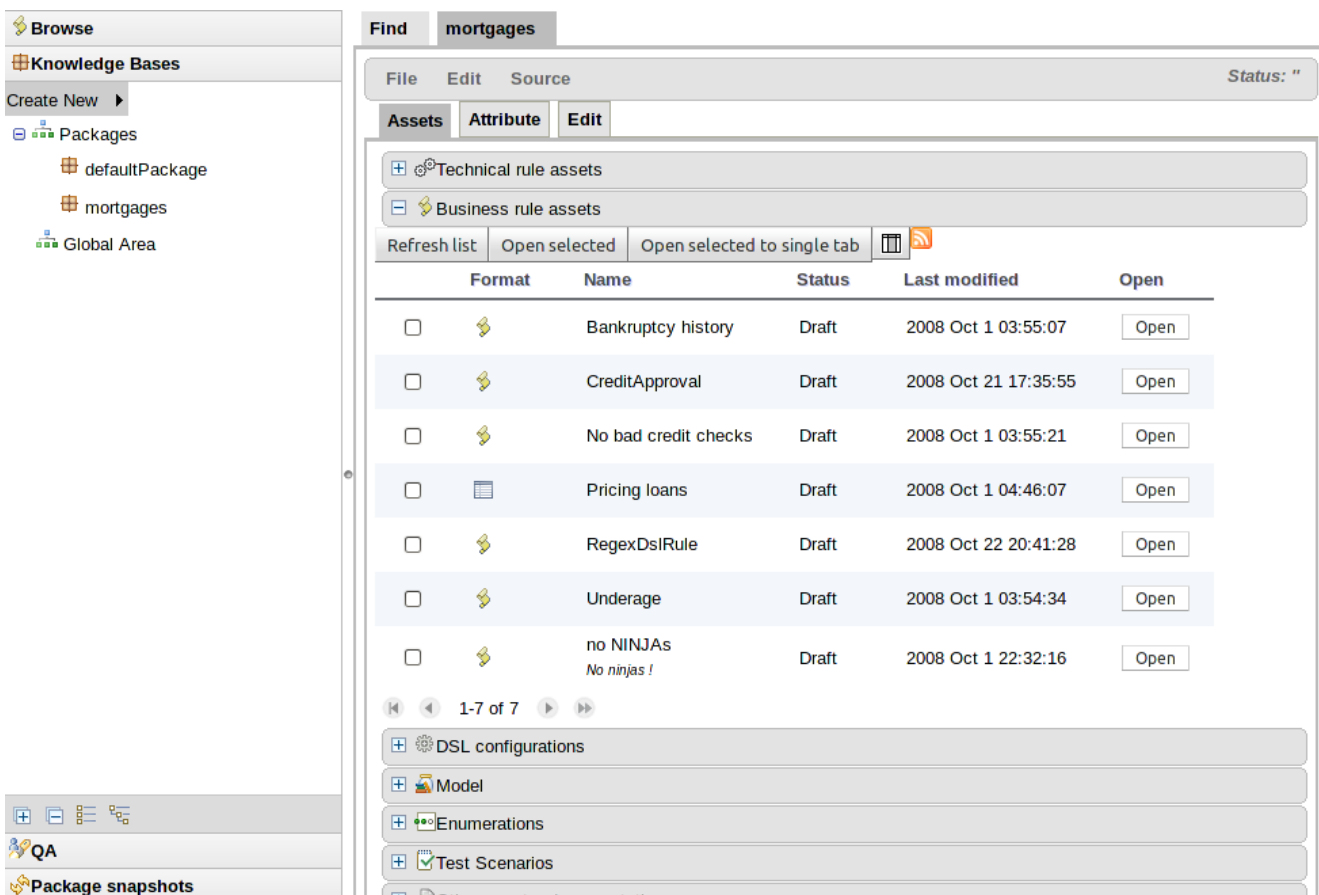 Browse
Knowledge Bases
Create New
Packages
defaultPackage
mortgages
Global Area
QA
Package snapshots
Find mortgages
File Edit Source Status: "
Assets Attribute Edit
Technical rule assets
Business rule assets
Refresh list Open selected Open selected to single tab
Format Name Status Last modified Open
Bankruptcy history Draft 2008 Oct 1 03:55:07 Open
CreditApproval Draft 2008 Oct 21 17:35:55 Open
No bad credit checks Draft 2008 Oct 1 03:55:21 Open
Pricing loans Draft 2008 Oct 1 04:46:07 Open
RegexDslRule Draft 2008 Oct 22 20:41:28 Open
Underage Draft 2008 Oct 1 03:54:34 Open
no NINJAs Draft 2008 Oct 1 22:32:16 Open
No ninjas !
1-7 of 7
DSL configurations
Model
Enumerations
Test Scenarios